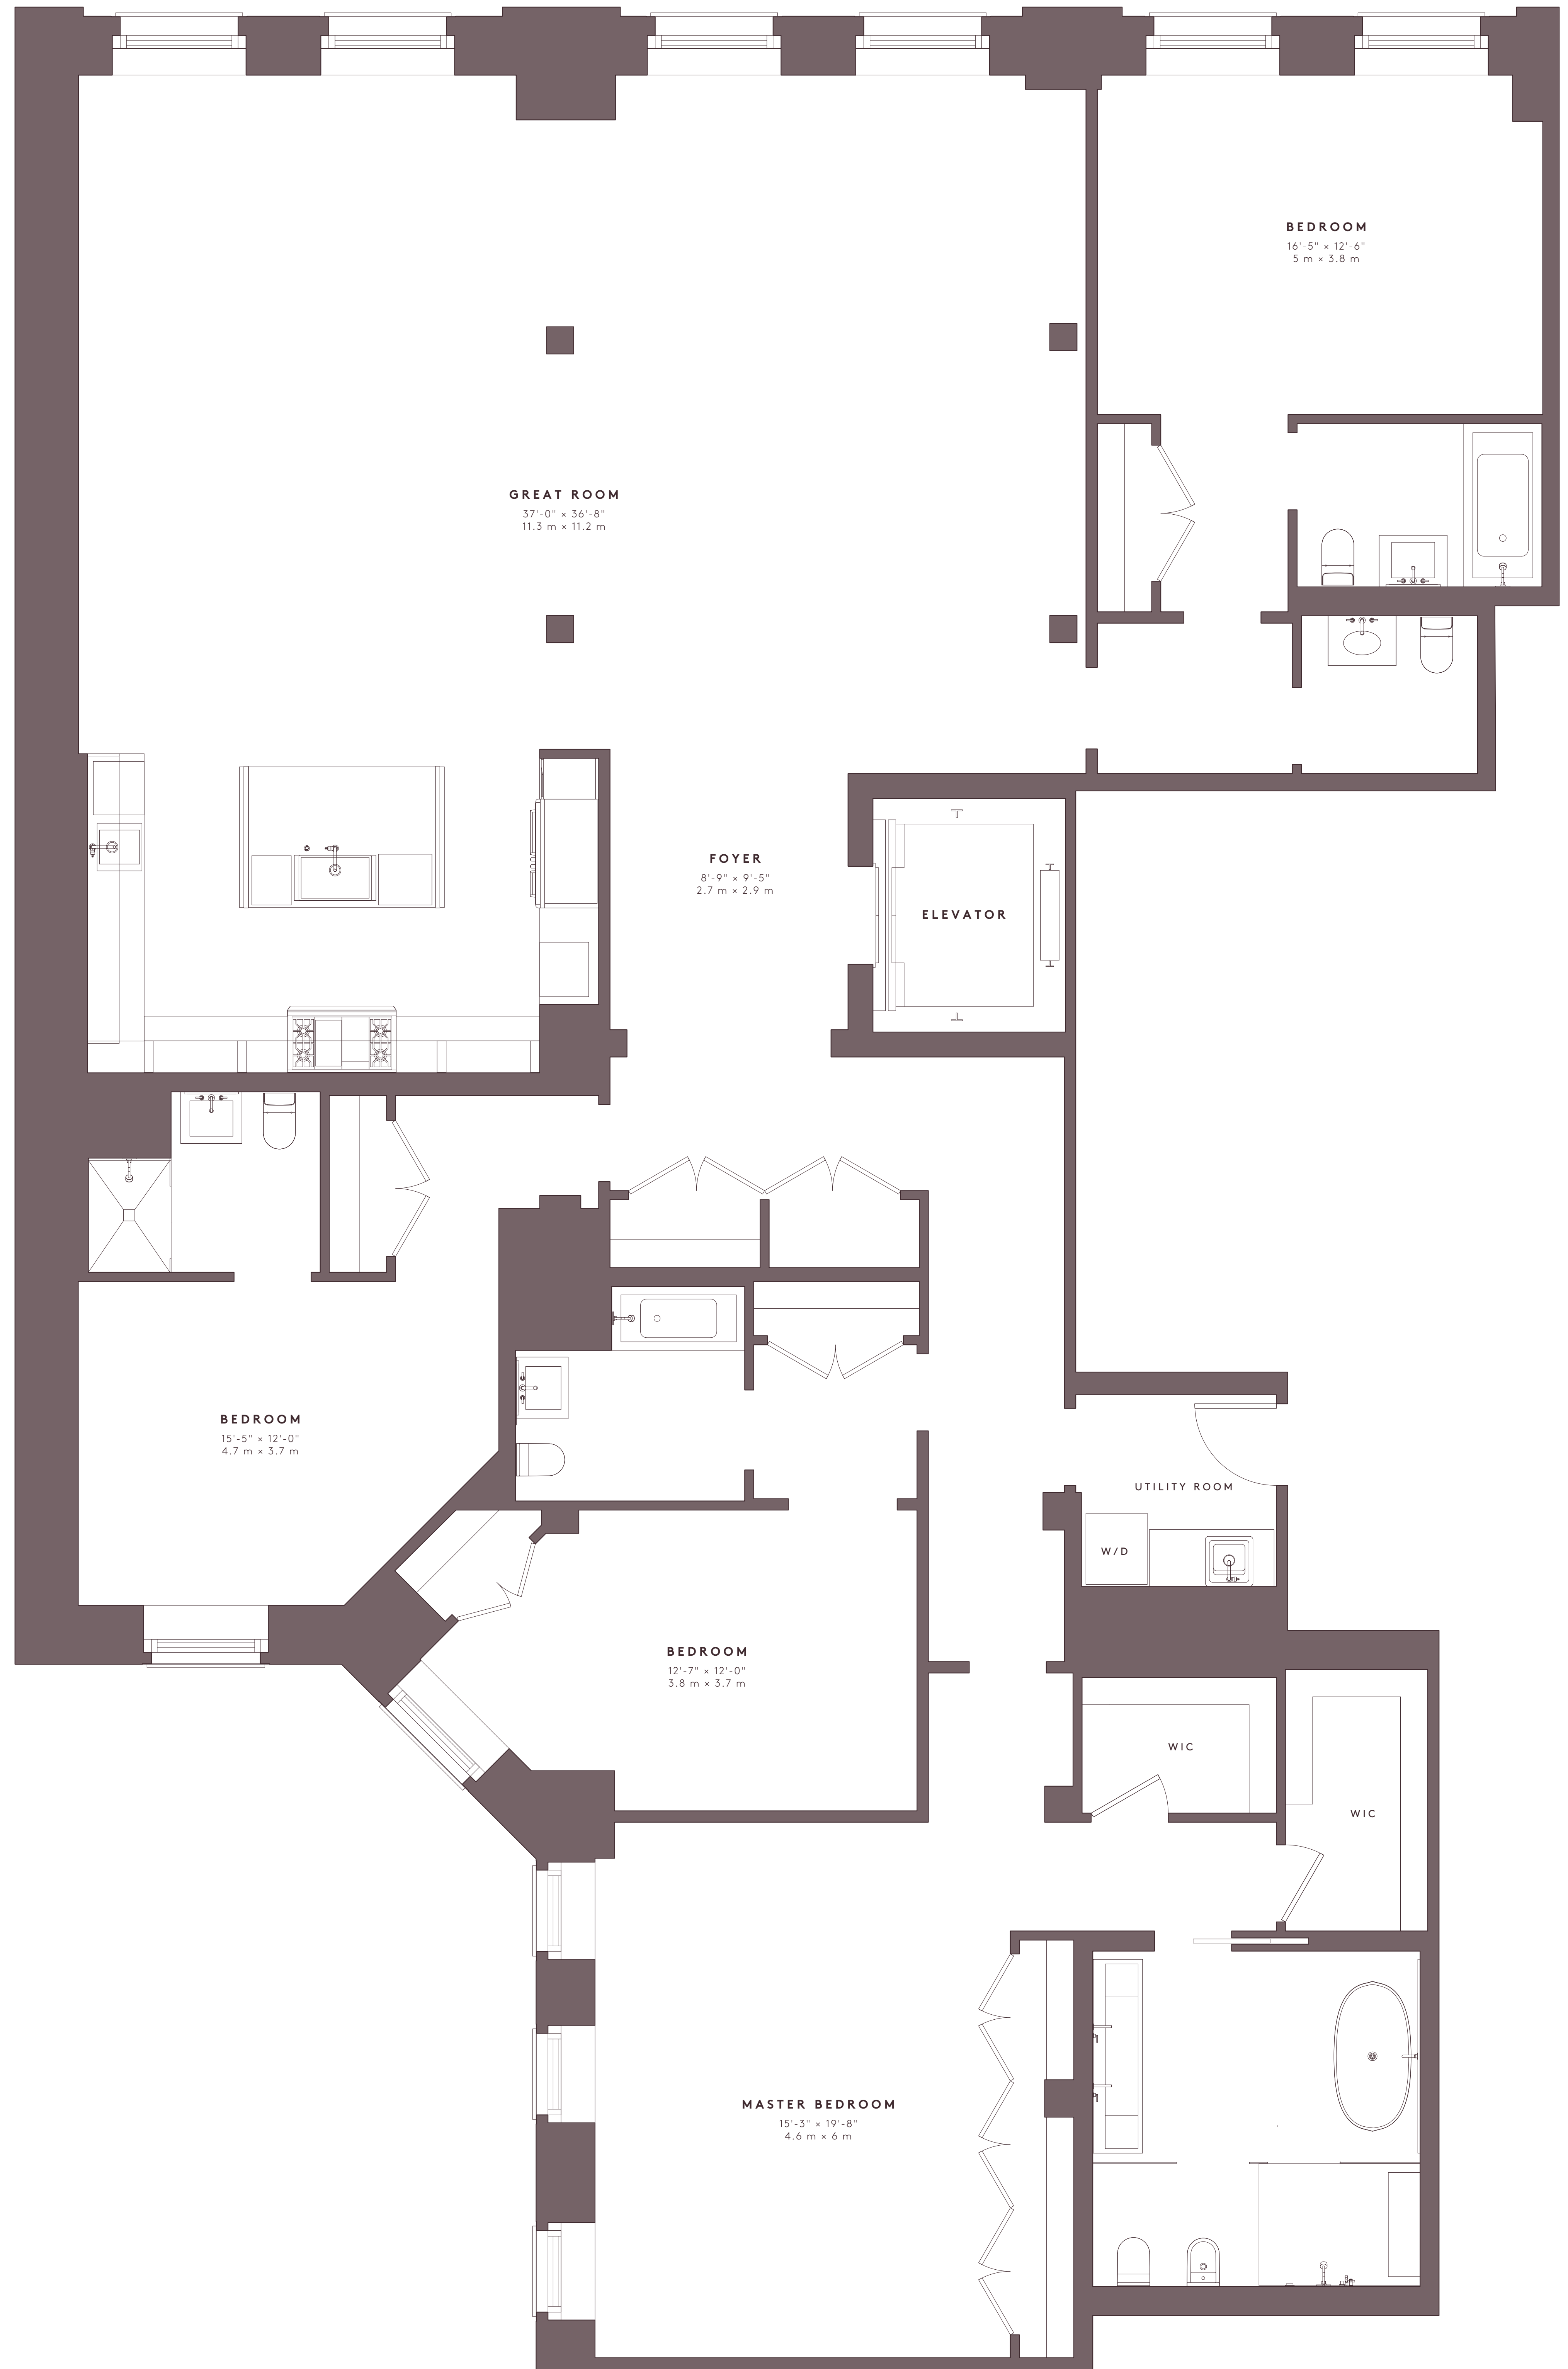 BEDROOM
16'-5" × 12'-6"
5 m × 3.8 m
GREAT ROOM
37'-0" × 36'-8"
11.3 m × 11.2 m
FOYER
8'-9" × 9'-5"
2.7 m × 2.9 m
ELEVATOR
BEDROOM
15'-5" × 12'-0"
4.7 m × 3.7 m
UTILITY ROOM
W/D
BEDROOM
12'-7" × 12'-0"
3.8 m × 3.7 m
WIC
WIC
MASTER BEDROOM
15'-3" × 19'-8"
4.6 m × 6 m